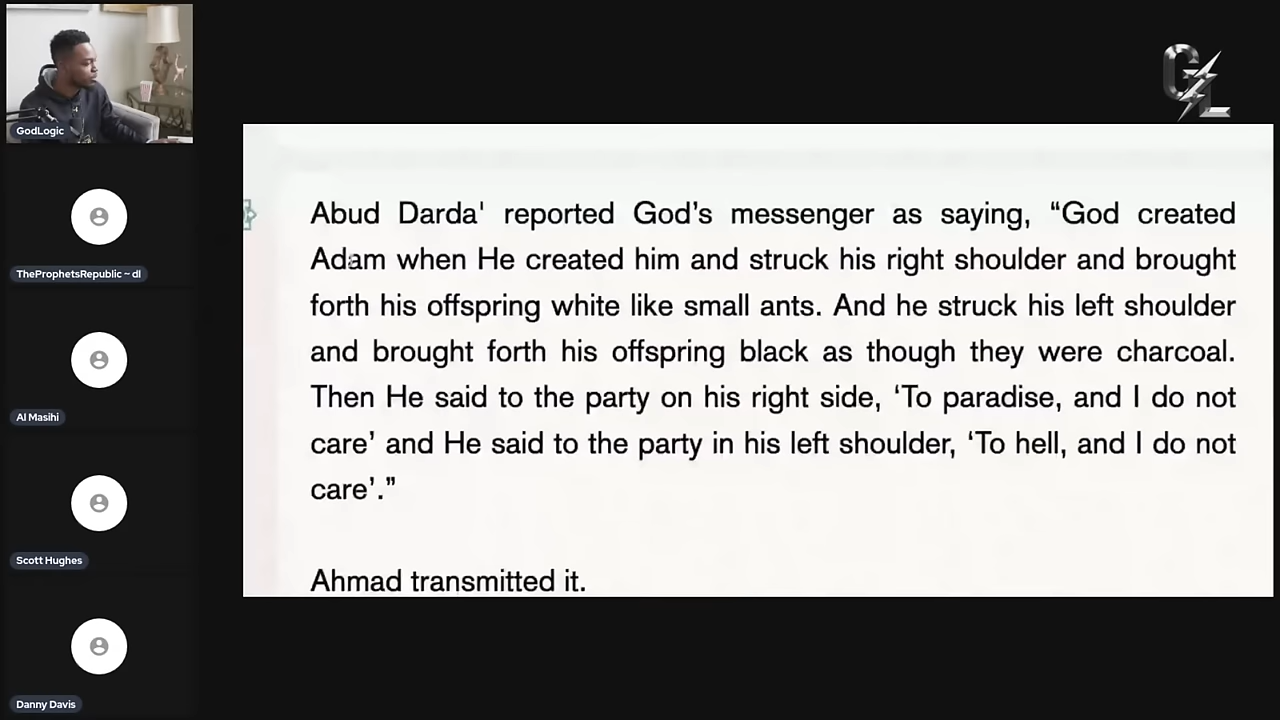 GodLogic
TheProphetsRepublic ~ dl
Al Masihi
Scott Hughes
Danny Davis
GL
Abud Darda' reported God’s messenger as saying, “God created
Adam when He created him and struck his right shoulder and brought
forth his offspring white like small ants. And he struck his left shoulder
and brought forth his offspring black as though they were charcoal.
Then He said to the party on his right side, ‘To paradise, and I do not
care’ and He said to the party in his left shoulder, ‘To hell, and I do not
care’.”
Ahmad transmitted it.